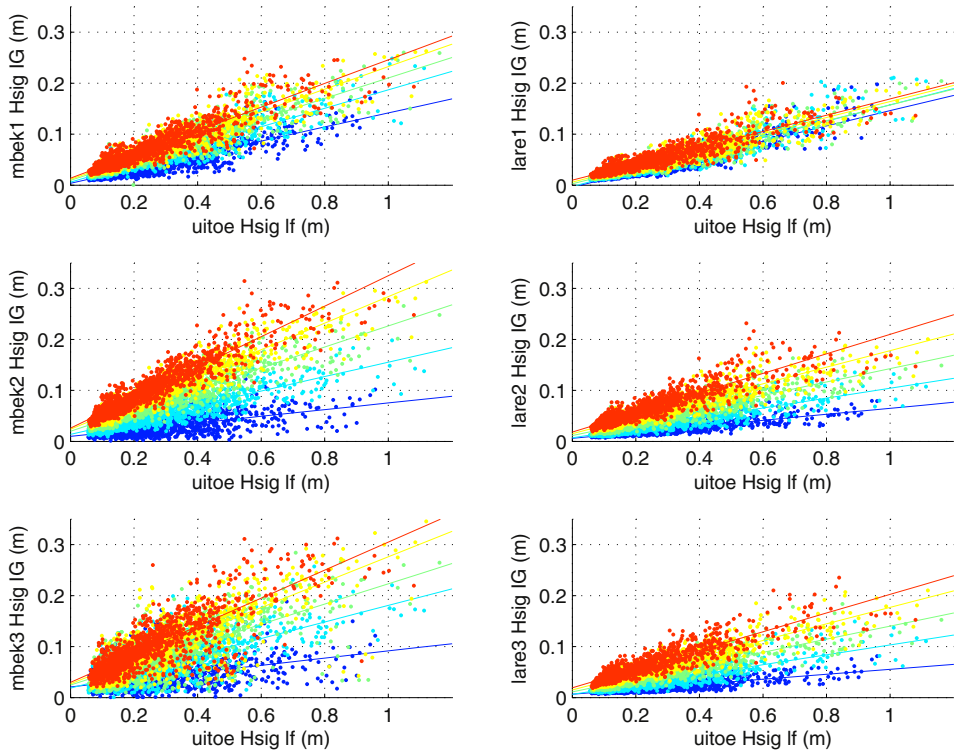 mbek1 Hsig IG (m)
0.3
0.2
0.1
0
0 0.2 0.4 0.6 0.8 1
uitoe Hsig lf (m)
lare1 Hsig IG (m)
0.3
0.2
0.1
0
0 0.2 0.4 0.6 0.8 1
uitoe Hsig lf (m)
mbek2 Hsig IG (m)
0.3
0.2
0.1
0
0 0.2 0.4 0.6 0.8 1
uitoe Hsig lf (m)
lare2 Hsig IG (m)
0.3
0.2
0.1
0
0 0.2 0.4 0.6 0.8 1
uitoe Hsig lf (m)
mbek3 Hsig IG (m)
0.3
0.2
0.1
0
0 0.2 0.4 0.6 0.8 1
uitoe Hsig lf (m)
lare3 Hsig IG (m)
0.3
0.2
0.1
0
0 0.2 0.4 0.6 0.8 1
uitoe Hsig lf (m)